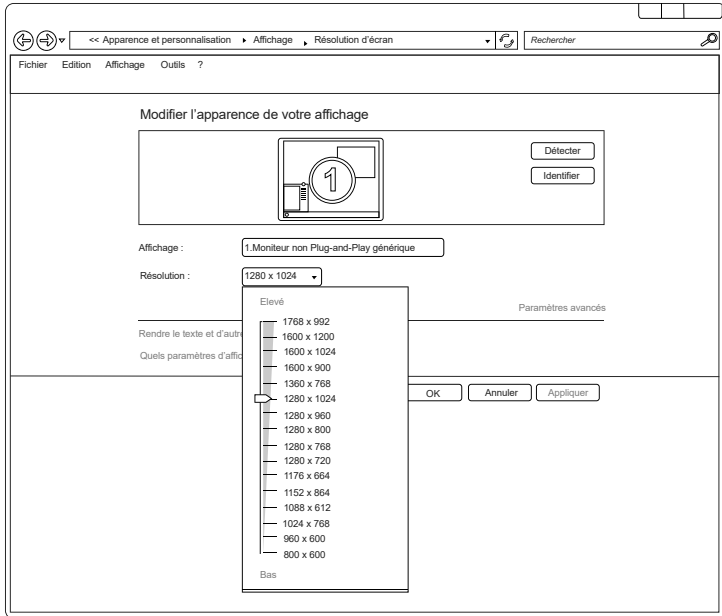 << Apparence et personnalisation Affichage Résolution d'écran Rechercher
Fichier Edition Affichage Outils ?
Modifier l'apparence de votre affichage
1
Détecter
Identifier
Affichage : 1.Moniteur non Plug-and-Play générique
Résolution : 1280 x 1024
Elevé
Paramètres avancés
1768 x 992
Rendre le texte et d'autr
1600 x 1200
1600 x 1024
Quels paramètres d'affic
1600 x 900
1360 x 768
1280 x 1024
OK Annuler Appliquer
1280 x 960
1280 x 800
1280 x 768
1280 x 720
1176 x 664
1152 x 864
1088 x 612
1024 x 768
960 x 600
800 x 600
Bas